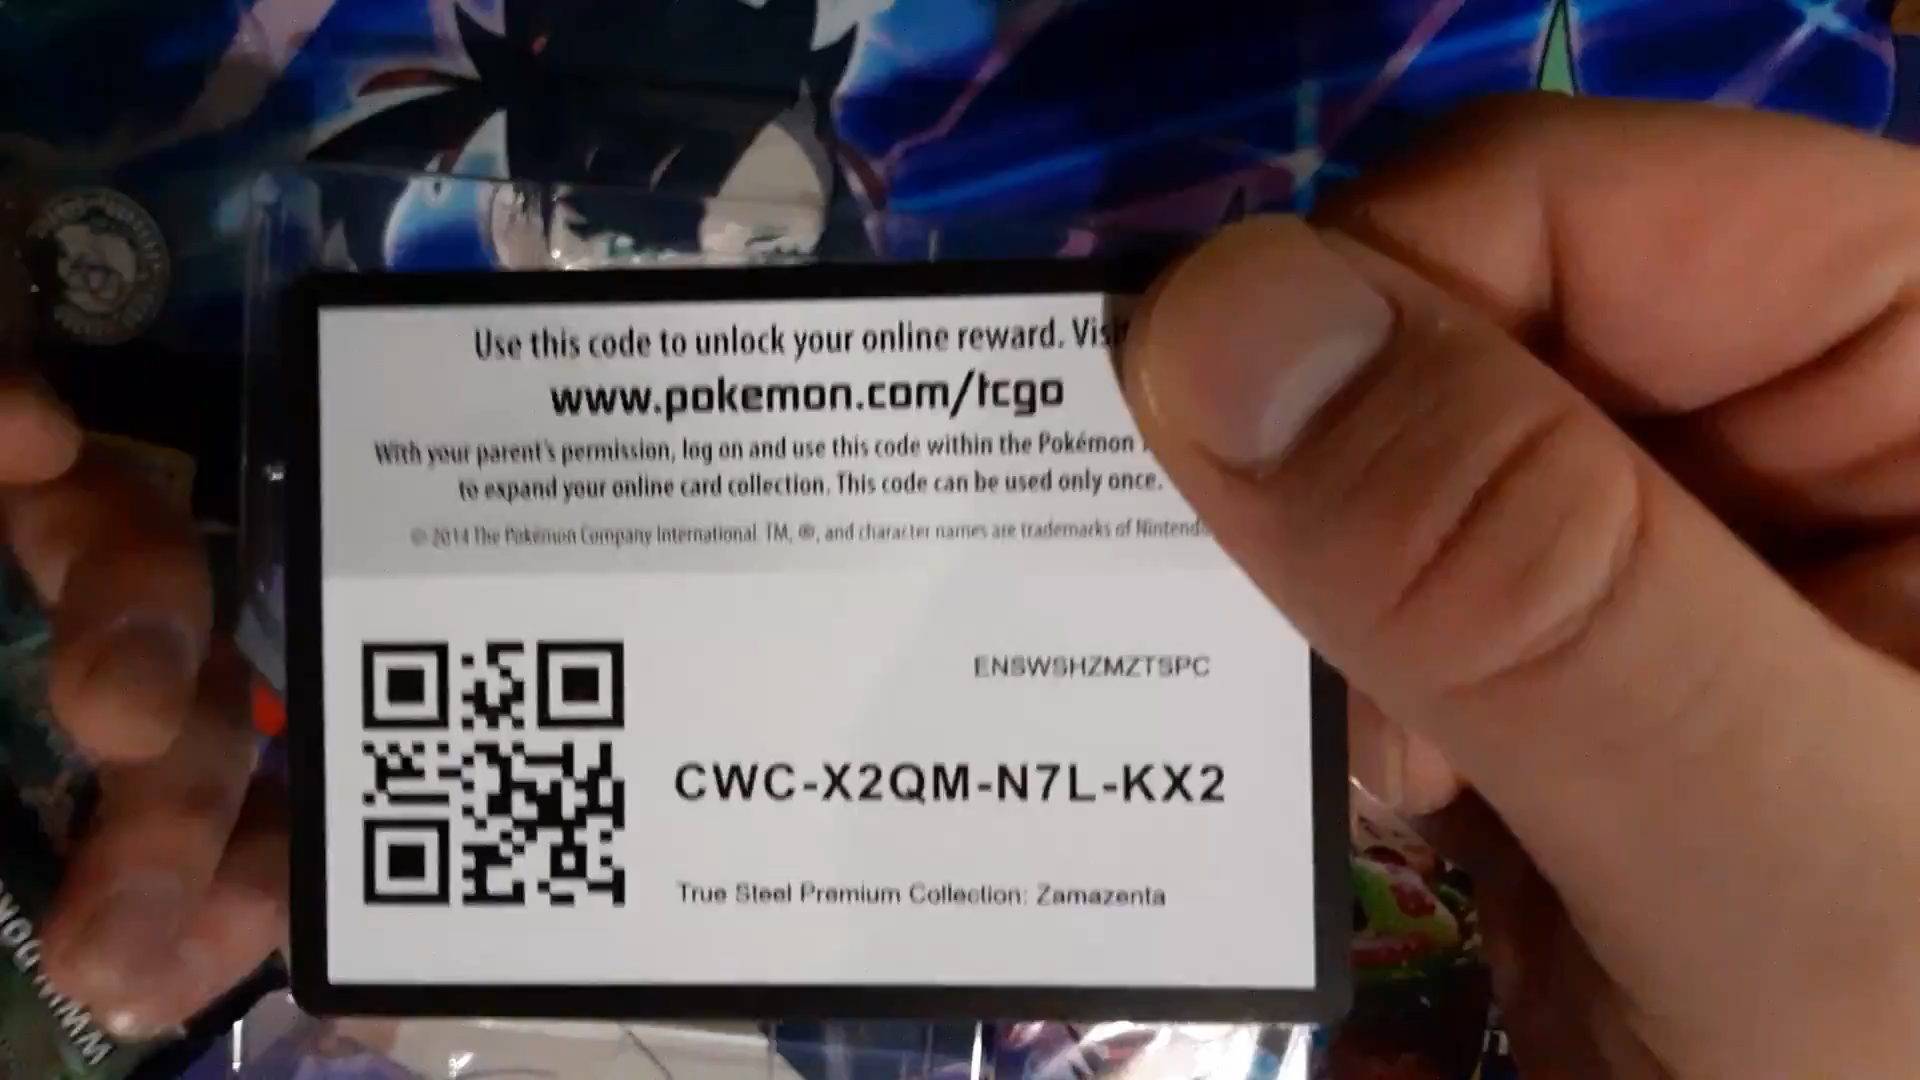 Use this code to unlock your online reward. Visit
www.pokemon.com/tcgo
With your parent's permission, log on and use this code within the Pokémon
to expand your online card collection. This code can be used only once.
© 2014 The Pokémon Company International. TM, ®, and character names are trademarks of Nintendo
ENSWSHZMZTSPC
CWC-X2QM-N7L-KX2
True Steel Premium Collection: Zamazenta